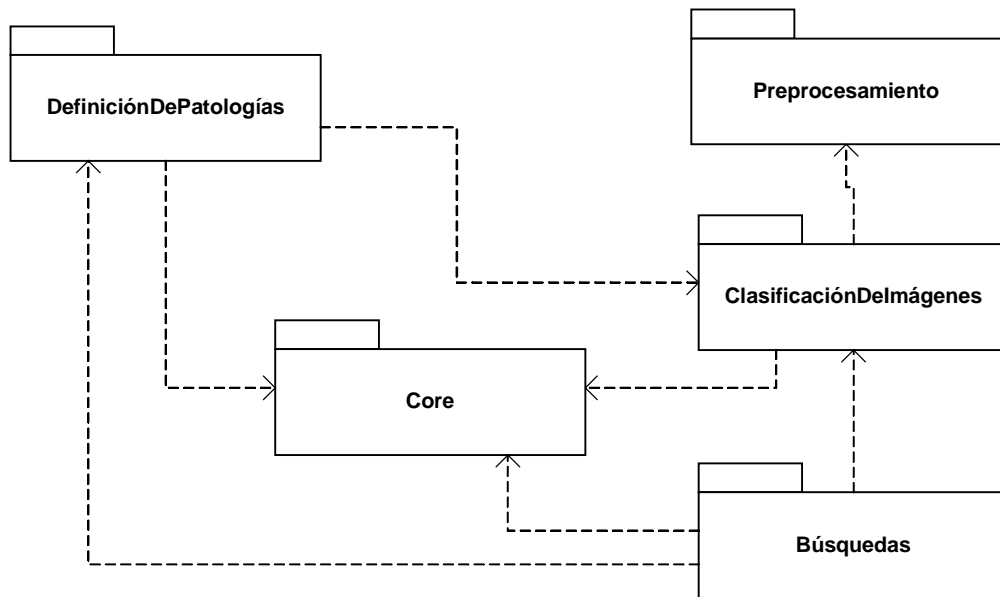 DefiniciónDePatologías
Preprocesamiento
ClasificaciónDeImágenes
Core
Búsquedas